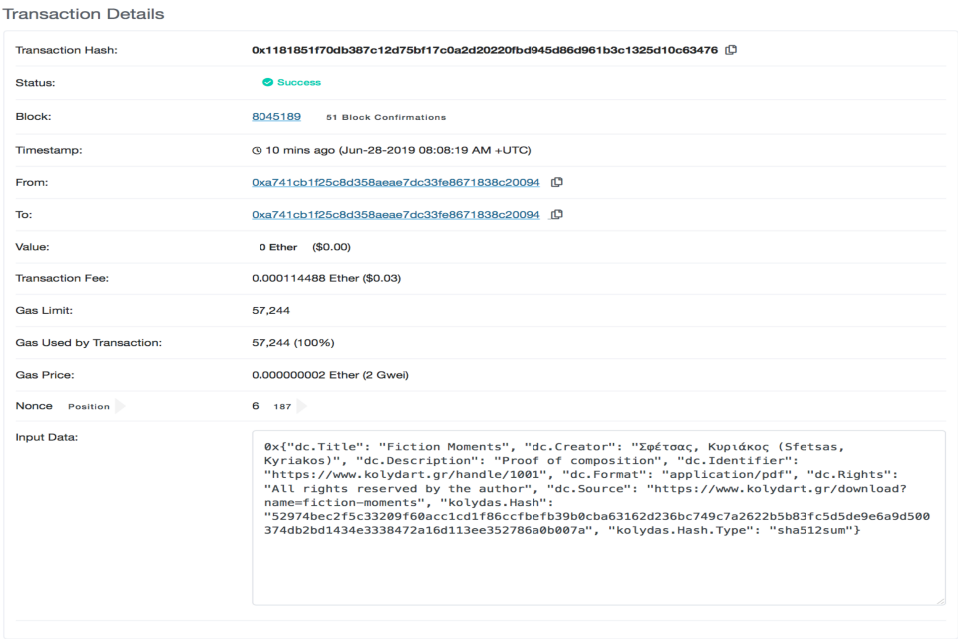 Transaction Details
Transaction Hash: 0x1181851f70db387c12d75bf17c0a2d20220fbd945d86d961b3c1325d10c63476
Status: Success
Block: 8045189 51 Block Confirmations
Timestamp: 10 mins ago (Jun-28-2019 08:08:19 AM +UTC)
From: 0xa741cb1f25c8d358aeae7dc33fe8671838c20094
To: 0xa741cb1f25c8d358aeae7dc33fe8671838c20094
Value: 0 Ether ($0.00)
Transaction Fee: 0.000114488 Ether ($0.03)
Gas Limit: 57,244
Gas Used by Transaction: 57,244 (100%)
Gas Price: 0.000000002 Ether (2 Gwei)
Nonce Position 6 187
Input Data:
0x{"dc.Title": "Fiction Moments", "dc.Creator": "Σφέτσας, Κυριάκος (Sfetsas,
Kyriakos)", "dc.Description": "Proof of composition", "dc.Identifier":
"https://www.kolydart.gr/handle/1001", "dc.Format": "application/pdf", "dc.Rights":
"All rights reserved by the author", "dc.Source": "https://www.kolydart.gr/download?
name=fiction-moments", "kolydas.Hash":
"52974bec2f5c33209f60acc1cd1f86ccfbefb39b0cba63162d236bc749c7a2622b5b83fc5d5de9e6a9d500
374db2bd1434e3338472a16d113ee352786a0b007a", "kolydas.Hash.Type": "sha512sum"}